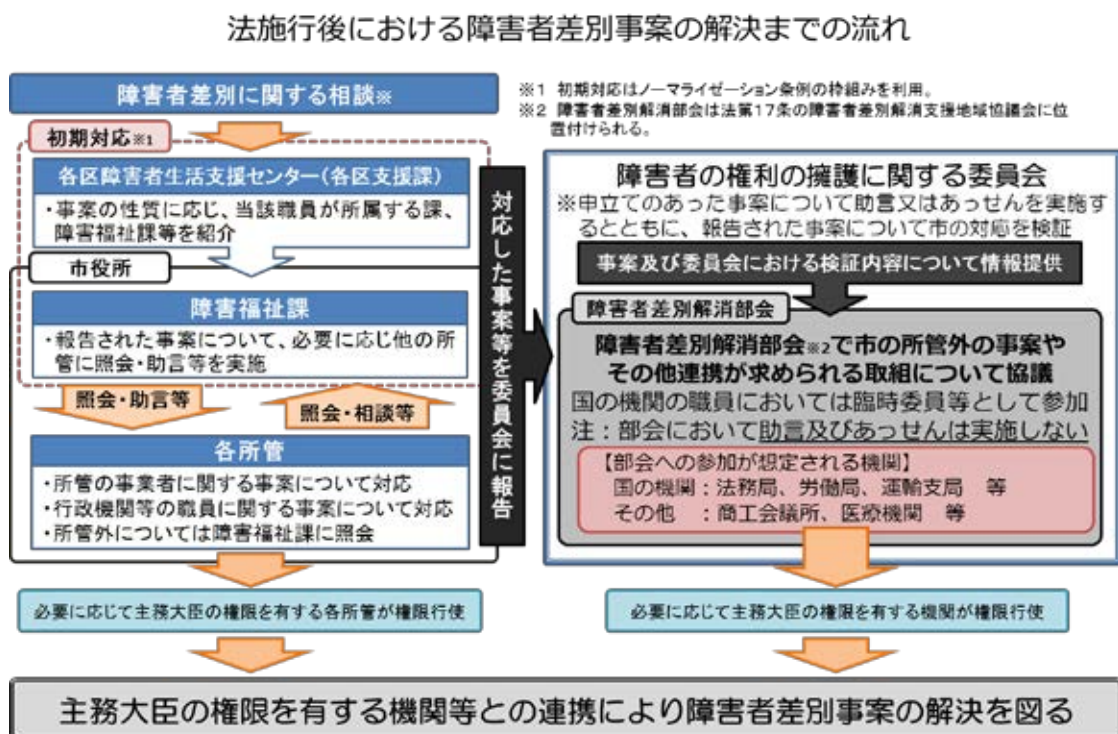 法施行後における障害者差別事案の解決までの流れ
障害者差別に関する相談※
※1 初期対応はノーマライゼーション条例の枠組みを利用。
※2 障害者差別解消部会は法第17条の障害者差別解消支援地域協議会に位
置付けられる。
初期対応※1
各区障害者生活支援センター(各区支援課)
・事案の性質に応じ、当該職員が所属する課、
障害福祉課等を紹介
市役所
障害福祉課
・報告された事案について、必要に応じ他の所
管に照会・助言等を実施
照会・助言等
照会・相談等
各所管
・所管の事業者に関する事案について対応
・行政機関等の職員に関する事案について対応
・所管外については障害福祉課に照会
対応した事案等を委員会に報告
障害者の権利の擁護に関する委員会
※申立てのあった事案について助言又はあっせんを実施す
るとともに、報告された事案について市の対応を検証
事案及び委員会における検証内容について情報提供
障害者差別解消部会
障害者差別解消部会※2で市の所管外の事案や
その他連携が求められる取組について協議
国の機関の職員においては臨時委員等として参加
注：部会において助言及びあっせんは実施しない
【部会への参加が想定される機関】
国の機関：法務局、労働局、運輸支局 等
その他 ：商工会議所、医療機関 等
必要に応じて主務大臣の権限を有する各所管が権限行使
必要に応じて主務大臣の権限を有する機関が権限行使
主務大臣の権限を有する機関等との連携により障害者差別事案の解決を図る